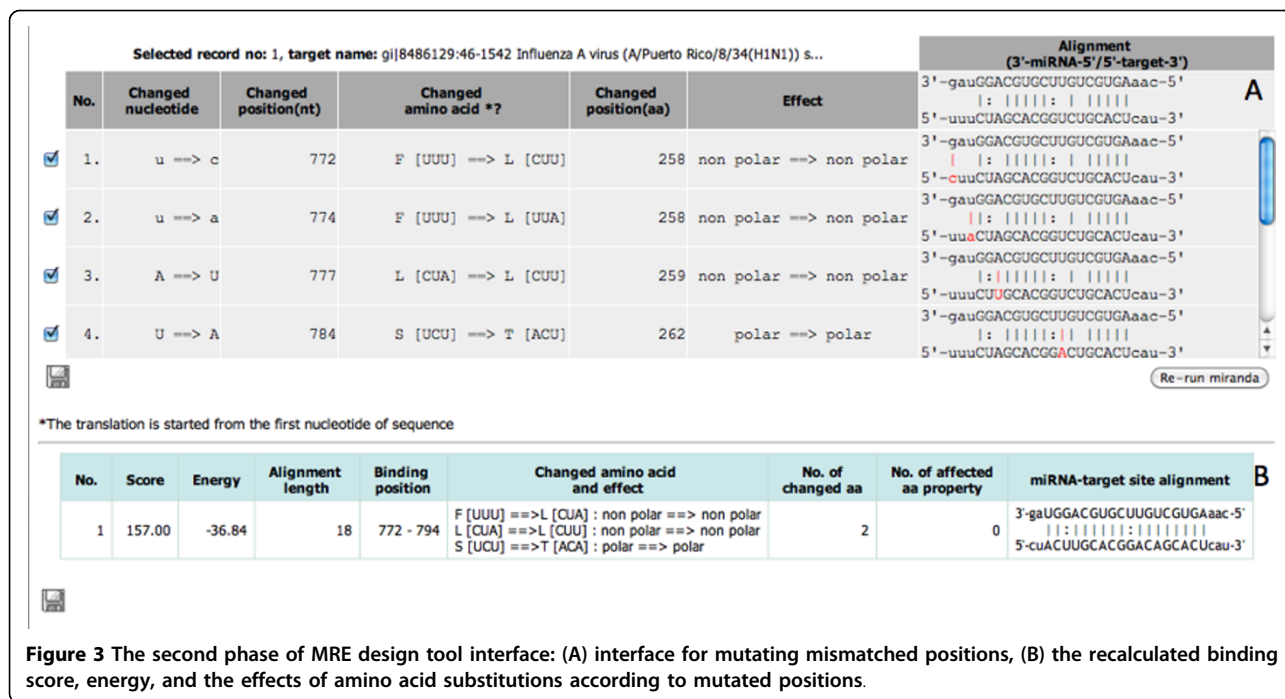 Selected record no: 1, target name: gi|8486129:46-1542 Influenza A virus (A/Puerto Rico/8/34(H1N1)) s...
Alignment
(3'-miRNA-5'/5'-target-3')
No.
Changed
nucleotide
Changed
position(nt)
Changed
amino acid *?
Changed
position(aa)
Effect
3'-gauGGACGUGCUUGUCGUGAaac-5'
|: |||||: | |||||
5'-uuuCUAGCACGGUCUGCACUcau-3'
A
1. u ==> c 772 F [UUU] ==> L [CUU] 258 non polar ==> non polar
3'-gauGGACGUGCUUGUCGUGAaac-5'
| |: |||||: | |||||
5'-cuuCUAGCACGGUCUGCACUcau-3'
2. u ==> a 774 F [UUU] ==> L [UUA] 258 non polar ==> non polar
3'-gauGGACGUGCUUGUCGUGAaac-5'
||: |||||: | |||||
5'-uuaCUAGCACGGUCUGCACUcau-3'
3. A ==> U 777 L [CUA] ==> L [CUU] 259 non polar ==> non polar
3'-gauGGACGUGCUUGUCGUGAaac-5'
|:||||||: | |||||
5'-uuuCUUGCACGGUCUGCACUcau-3'
4. U ==> A 784 S [UCU] ==> T [ACU] 262 polar ==> polar
3'-gauGGACGUGCUUGUCGUGAaac-5'
|: |||||:|| |||||
5'-uuuCUAGCACGGACUGCACUcau-3'
Re-run miranda
*The translation is started from the first nucleotide of sequence
No.
Score
Energy
Alignment
length
Binding
position
Changed amino acid
and effect
No. of
changed aa
No. of affected
aa property
miRNA-target site alignment
B
1 157.00 -36.84 18 772 - 794
F [UUU] ==>L [CUA] : non polar ==> non polar
L [CUA] ==>L [CUU] : non polar ==> non polar
S [UCU] ==>T [ACA] : polar ==> polar
2 0
3'-gaUGGACGUGCUUGUCGUGAaac-5'
||:||||||:||||||||
5'-cuACUUGCACGGACAGCACUcau-3'
Figure 3 The second phase of MRE design tool interface: (A) interface for mutating mismatched positions, (B) the recalculated binding
score, energy, and the effects of amino acid substitutions according to mutated positions.